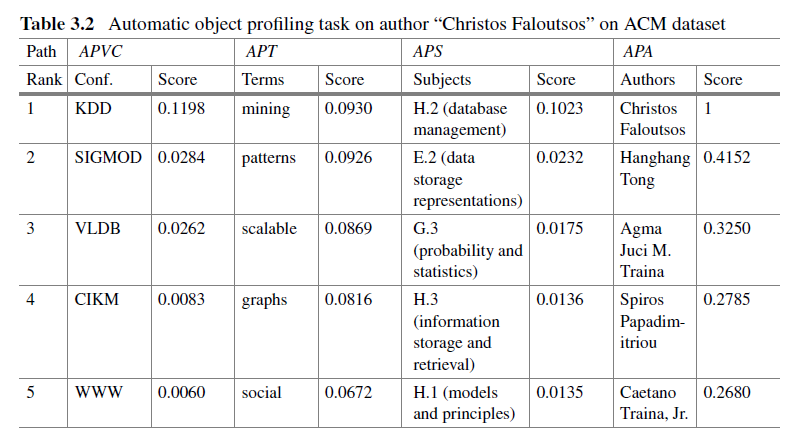 Table 3.2 Automatic object profiling task on author “Christos Faloutsos” on ACM dataset
Path APVC APT APS APA
Rank Conf. Score Terms Score Subjects Score Authors Score
1 KDD 0.1198 mining 0.0930 H.2 (database 0.1023 Christos 1
management) Faloutsos
2 SIGMOD 0.0284 patterns 0.0926 E.2 (data 0.0232 Hanghang 0.4152
storage Tong
representations)
3 VLDB 0.0262 scalable 0.0869 G.3 0.0175 Agma 0.3250
(probability and Juci M.
statistics) Traina
4 CIKM 0.0083 graphs 0.0816 H.3 0.0136 Spiros 0.2785
(information Papadim-
storage and itriou
retrieval)
5 WWW 0.0060 social 0.0672 H.1 (models 0.0135 Caetano 0.2680
and principles) Traina, Jr.